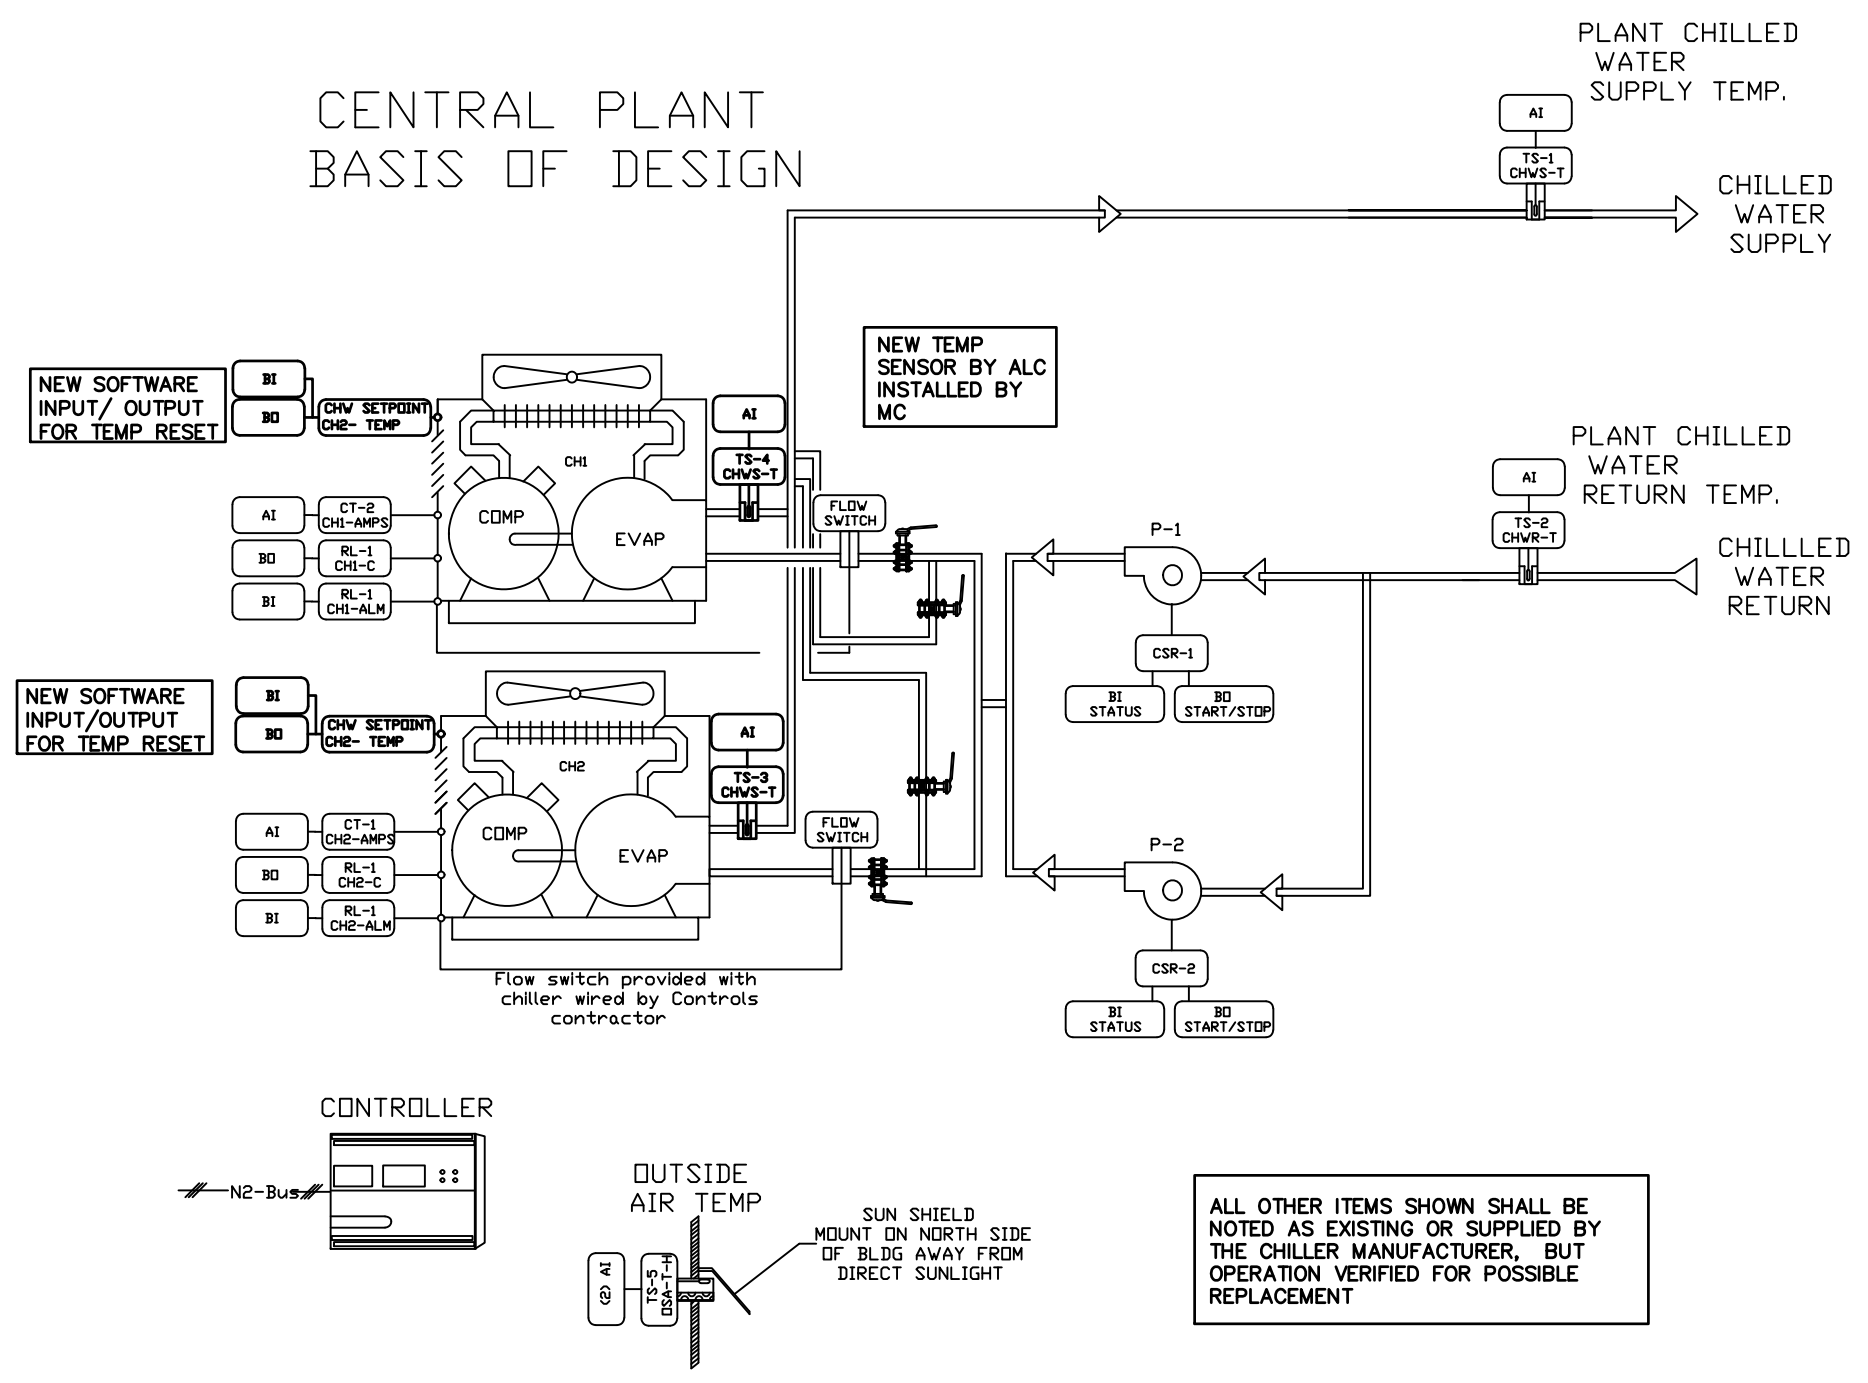 CENTRAL PLANT
BASIS OF DESIGN
PLANT CHILLED
WATER
SUPPLY TEMP.
AI
TS-1
CHWS-T
CHILLED
WATER
SUPPLY
NEW SOFTWARE
INPUT/ OUTPUT
FOR TEMP RESET
BI
BO
CHW SETPOINT
CH2- TEMP
AI
CT-2
CH1-AMPS
BO
RL-1
CH1-C
BI
RL-1
CH1-ALM
CH1
COMP
EVAP
AI
TS-4
CHWS-T
NEW TEMP
SENSOR BY ALC
INSTALLED BY
MC
FLOW
SWITCH
PLANT CHILLED
WATER
RETURN TEMP.
AI
TS-2
CHWR-T
CHILLLED
WATER
RETURN
P-1
CSR-1
BI
STATUS
BO
START/STOP
NEW SOFTWARE
INPUT/OUTPUT
FOR TEMP RESET
BI
BO
CHW SETPOINT
CH2- TEMP
AI
CT-1
CH2-AMPS
BO
RL-1
CH2-C
BI
RL-1
CH2-ALM
CH2
COMP
EVAP
AI
TS-3
CHWS-T
FLOW
SWITCH
P-2
CSR-2
BI
STATUS
BO
START/STOP
Flow switch provided with
chiller wired by Controls
contractor
CONTROLLER
N2-Bus
OUTSIDE
AIR TEMP
(2) AI
TS-5
OSA-T-H
SUN SHIELD
MOUNT ON NORTH SIDE
OF BLDG AWAY FROM
DIRECT SUNLIGHT
ALL OTHER ITEMS SHOWN SHALL BE
NOTED AS EXISTING OR SUPPLIED BY
THE CHILLER MANUFACTURER, BUT
OPERATION VERIFIED FOR POSSIBLE
REPLACEMENT